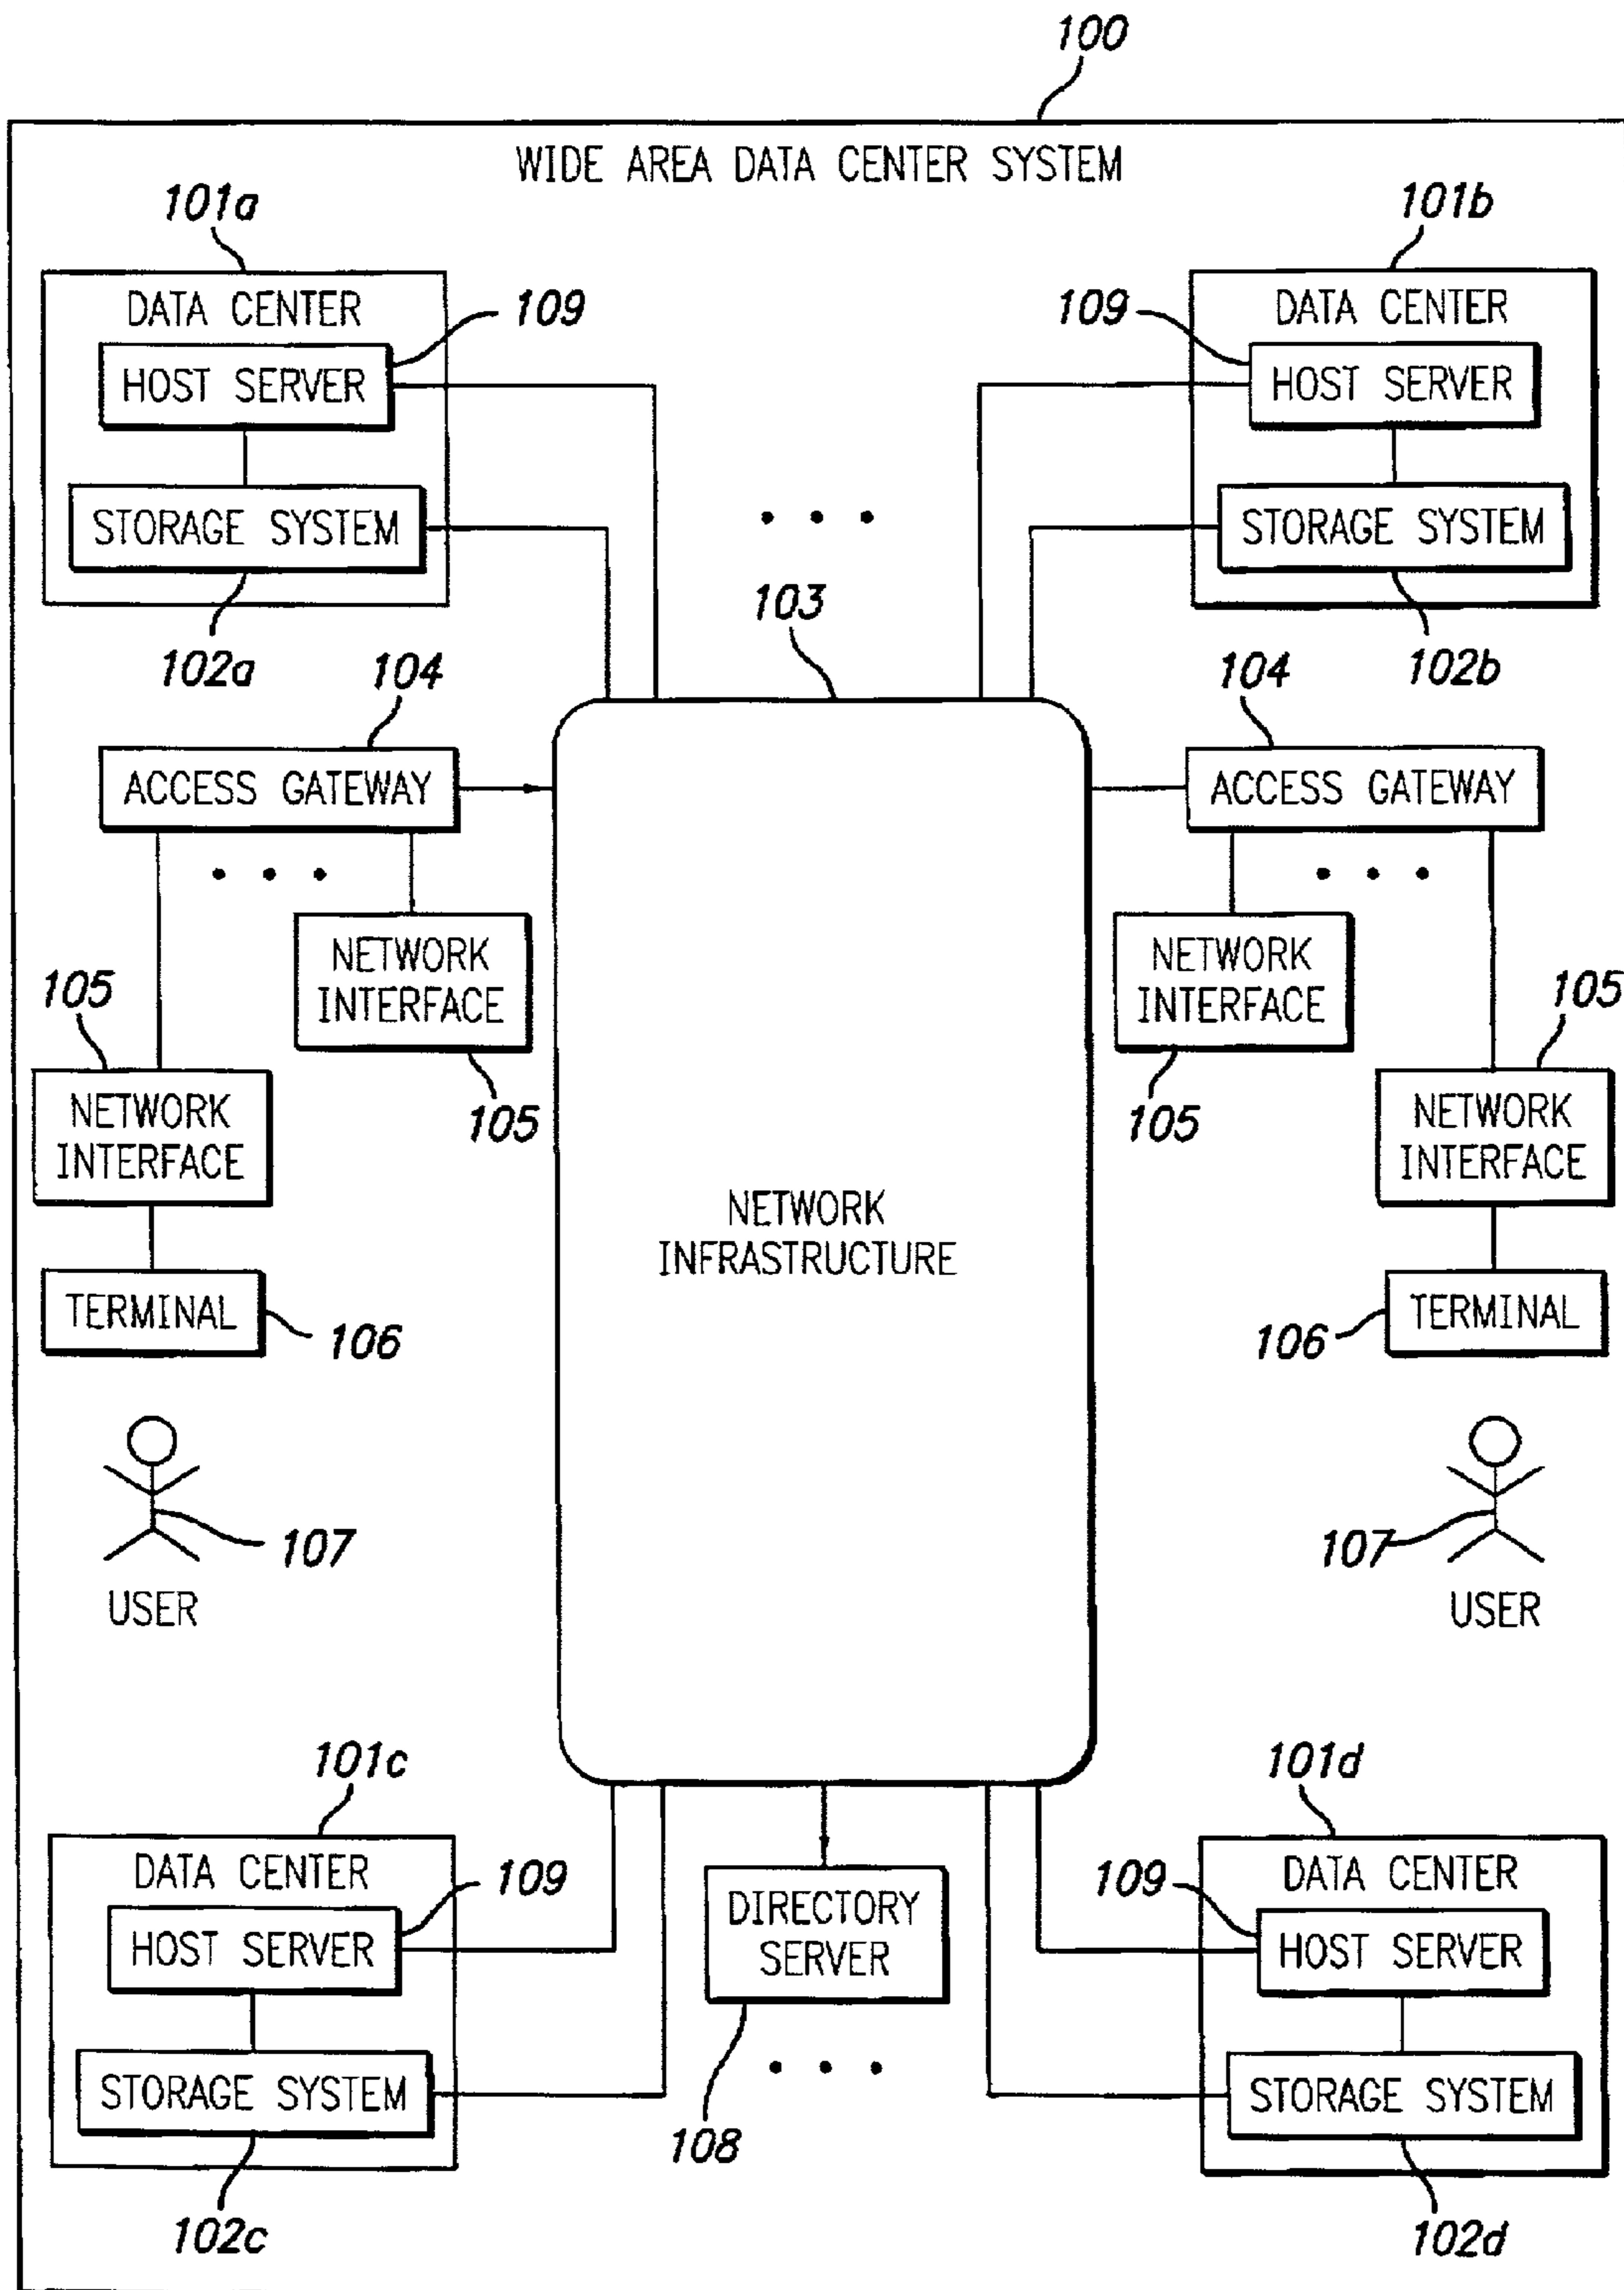 100
WIDE AREA DATA CENTER SYSTEM
101a
101b
DATA CENTER
109
109
DATA CENTER
HOST SERVER
HOST SERVER
STORAGE SYSTEM
STORAGE SYSTEM
102a
103
102b
104
104
ACCESS GATEWAY
ACCESS GATEWAY
NETWORK
INTERFACE
NETWORK
INTERFACE
105
105
105
105
NETWORK
INTERFACE
NETWORK
INTERFACE
NETWORK
INFRASTRUCTURE
TERMINAL
106
106
TERMINAL
107
107
USER
USER
101c
101d
DATA CENTER
109
109
DATA CENTER
HOST SERVER
DIRECTORY
SERVER
HOST SERVER
STORAGE SYSTEM
STORAGE SYSTEM
108
102c
102d